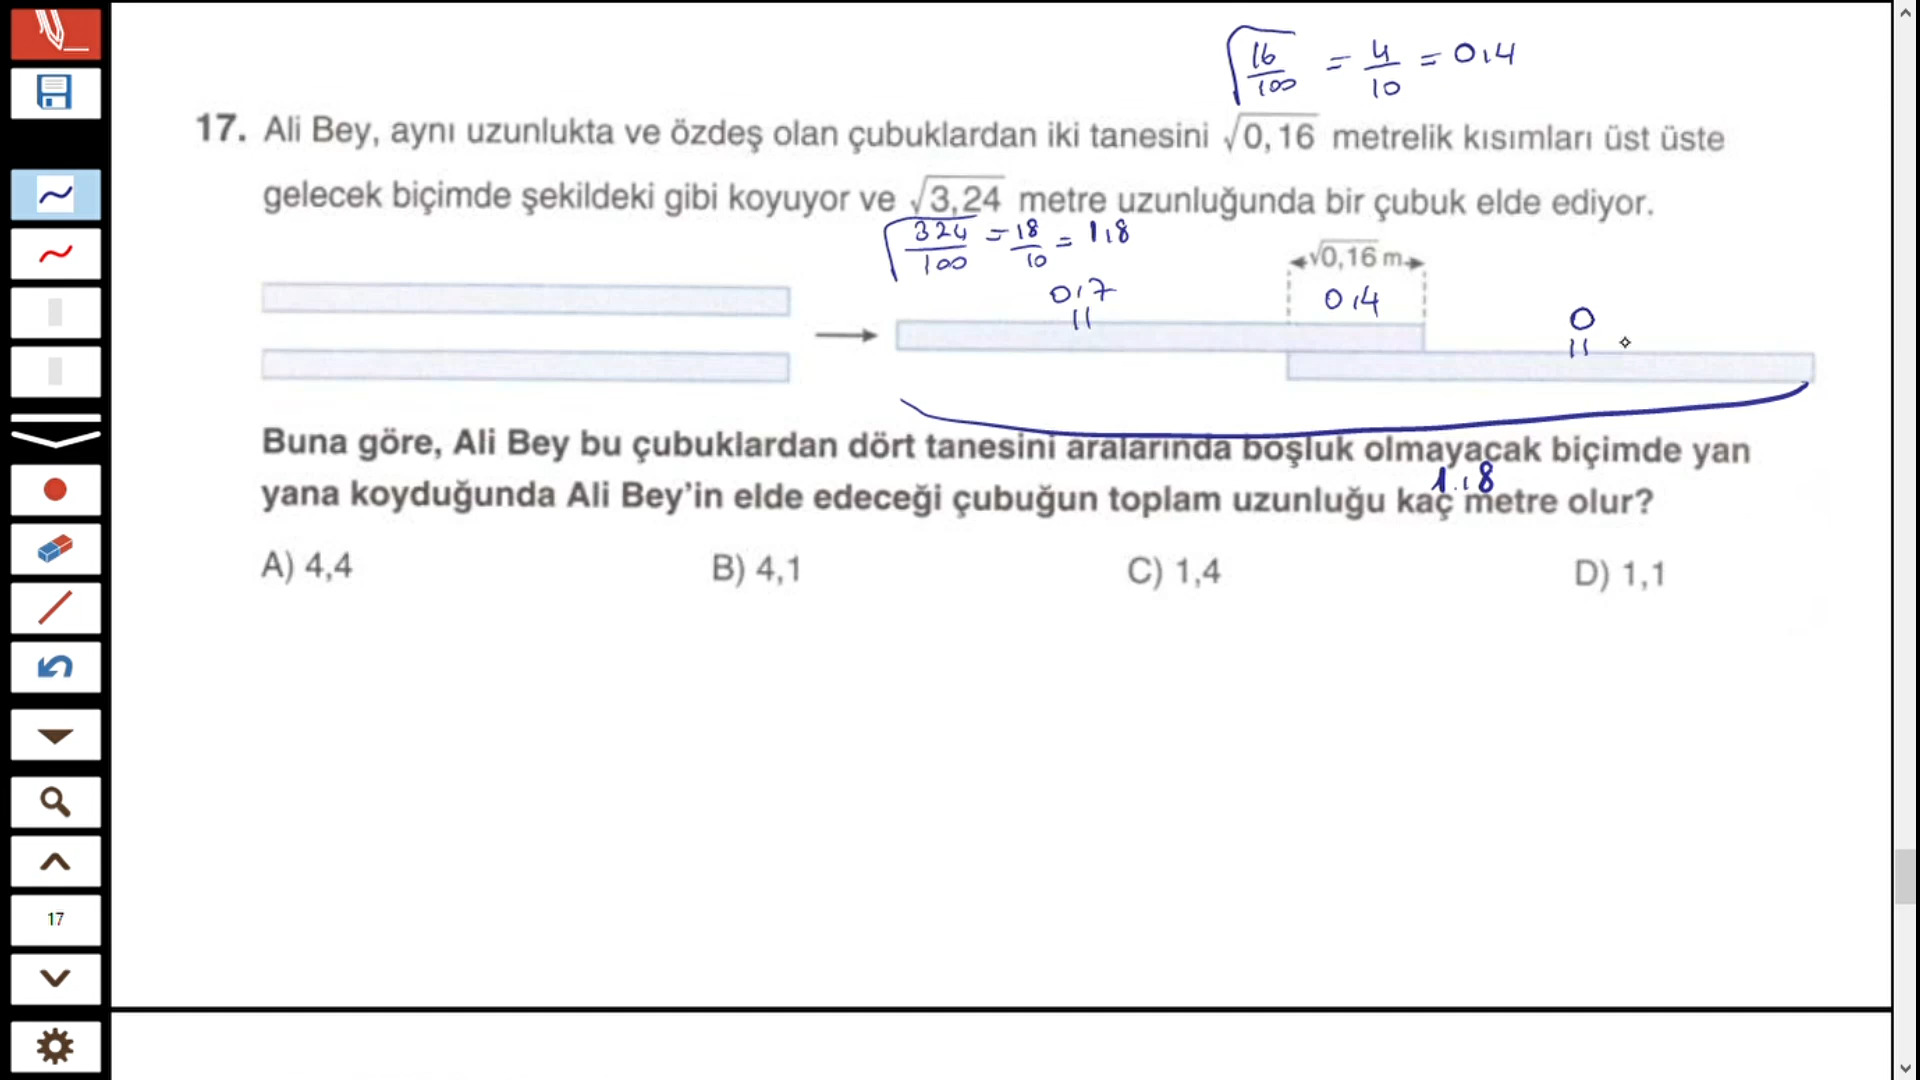 √16/100 = 4/10 = 0,4
17. Ali Bey, aynı uzunlukta ve özdeş olan çubuklardan iki tanesini √0,16 metrelik kısımları üst üste
gelecek biçimde şekildeki gibi koyuyor ve √3,24 metre uzunluğunda bir çubuk elde ediyor.
√324/100 = 18/10 = 1,8
√0,16 m
0,7
0,4
0
Buna göre, Ali Bey bu çubuklardan dört tanesini aralarında boşluk olmayacak biçimde yan
1,8
yana koyduğunda Ali Bey’in elde edeceği çubuğun toplam uzunluğu kaç metre olur?
A) 4,4 B) 4,1 C) 1,4 D) 1,1
17